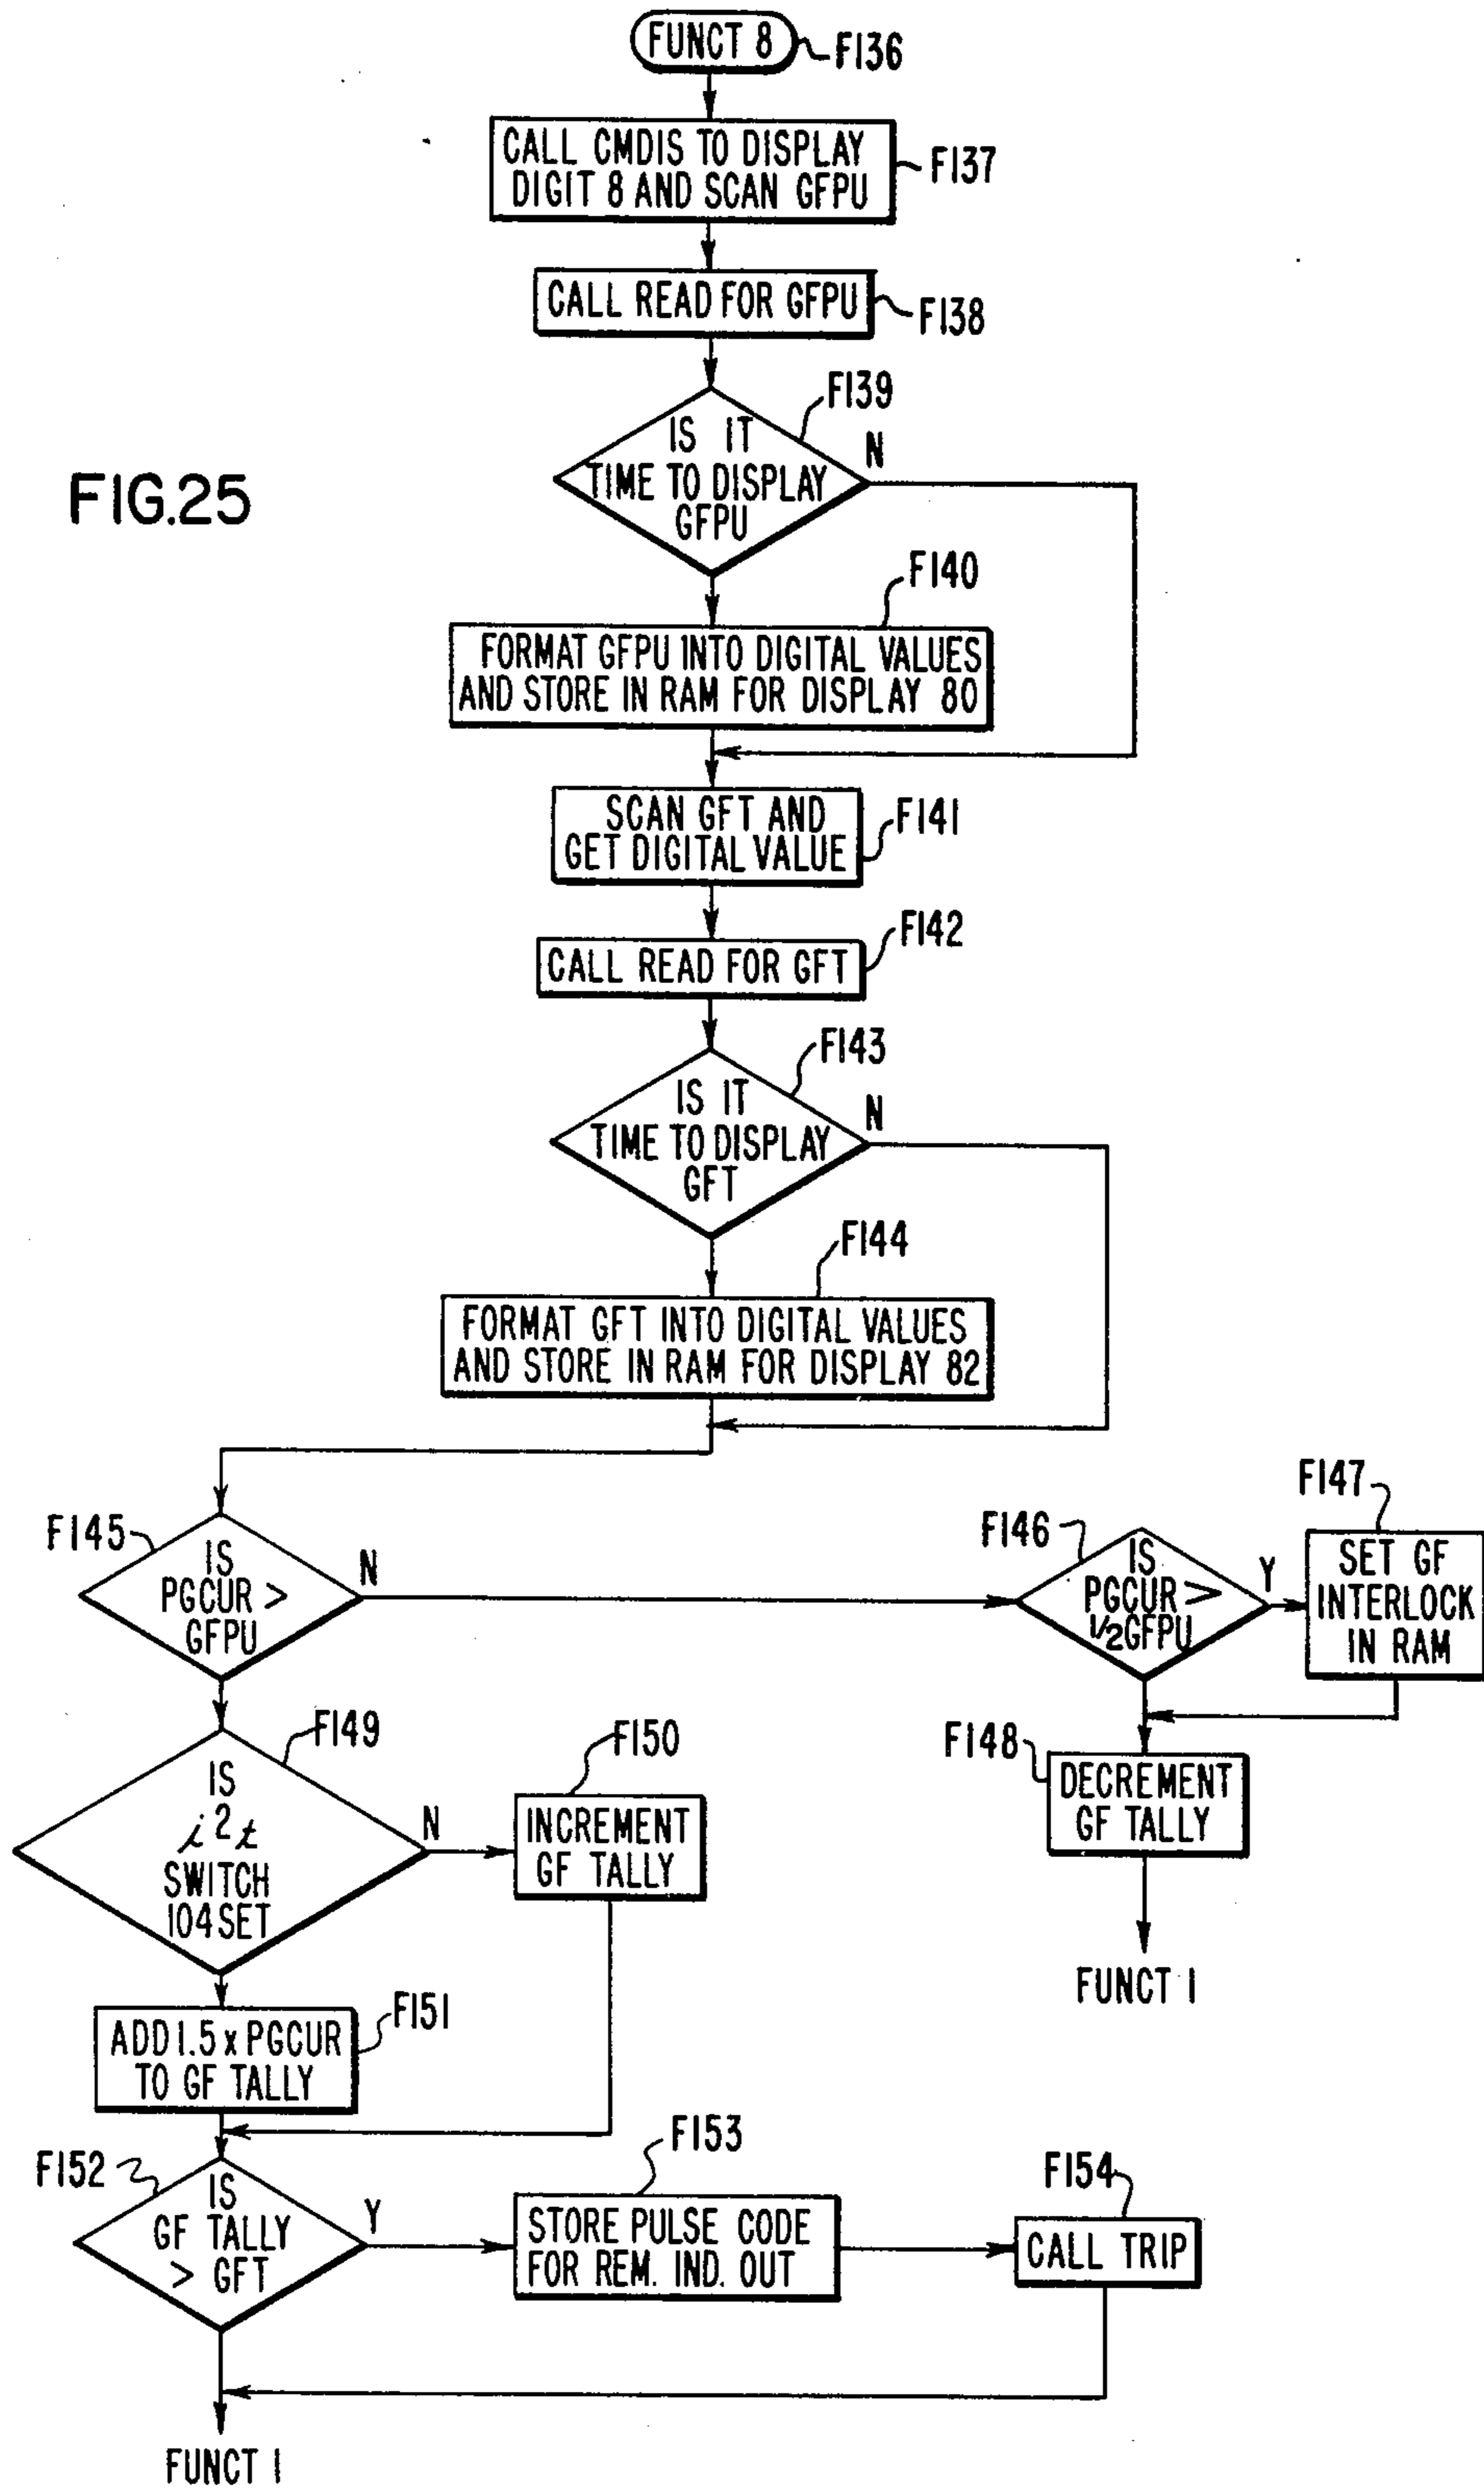 FUNCT 8
F136
CALL CMDIS TO DISPLAY
DIGIT 8 AND SCAN GFPU
F137
CALL READ FOR GFPU
F138
F139
IS IT
TIME TO DISPLAY
GFPU
N
FIG.25
F140
FORMAT GFPU INTO DIGITAL VALUES
AND STORE IN RAM FOR DISPLAY 80
SCAN GFT AND
GET DIGITAL VALUE
F141
CALL READ FOR GFT
F142
F143
IS IT
TIME TO DISPLAY
GFT
N
F144
FORMAT GFT INTO DIGITAL VALUES
AND STORE IN RAM FOR DISPLAY 82
F145
IS
PGCUR >
GFPU
N
F146
IS
PGCUR >
1/2GFPU
Y
F147
SET GF
INTERLOCK
IN RAM
F148
DECREMENT
GF TALLY
FUNCT 1
F149
IS
i2t
SWITCH
104 SET
N
F150
INCREMENT
GF TALLY
ADD 1.5 x PGCUR
TO GF TALLY
F151
F152
IS
GF TALLY
> GFT
Y
F153
STORE PULSE CODE
FOR REM. IND. OUT
F154
CALL TRIP
FUNCT 1